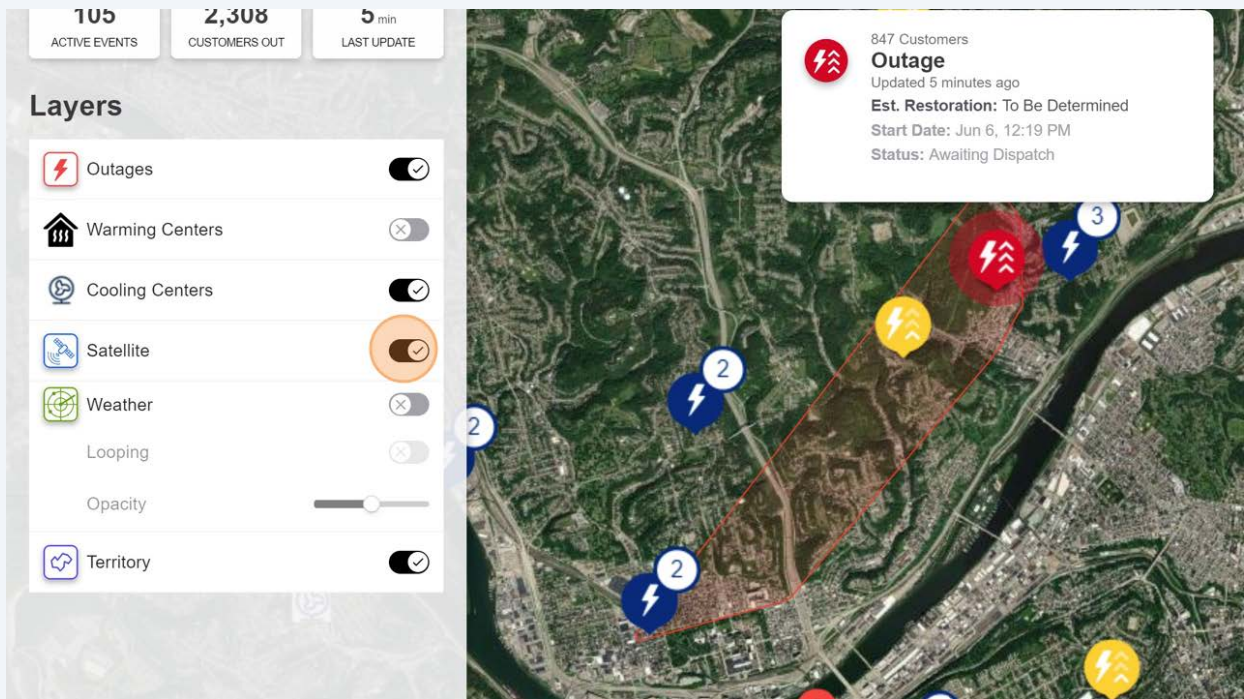 105
ACTIVE EVENTS
2,308
CUSTOMERS OUT
5 min
LAST UPDATE
Layers
Outages
Warming Centers
Cooling Centers
Satellite
Weather
Looping
Opacity
Territory
847 Customers
Outage
Updated 5 minutes ago
Est. Restoration: To Be Determined
Start Date: Jun 6, 12:19 PM
Status: Awaiting Dispatch
3
2
2
2